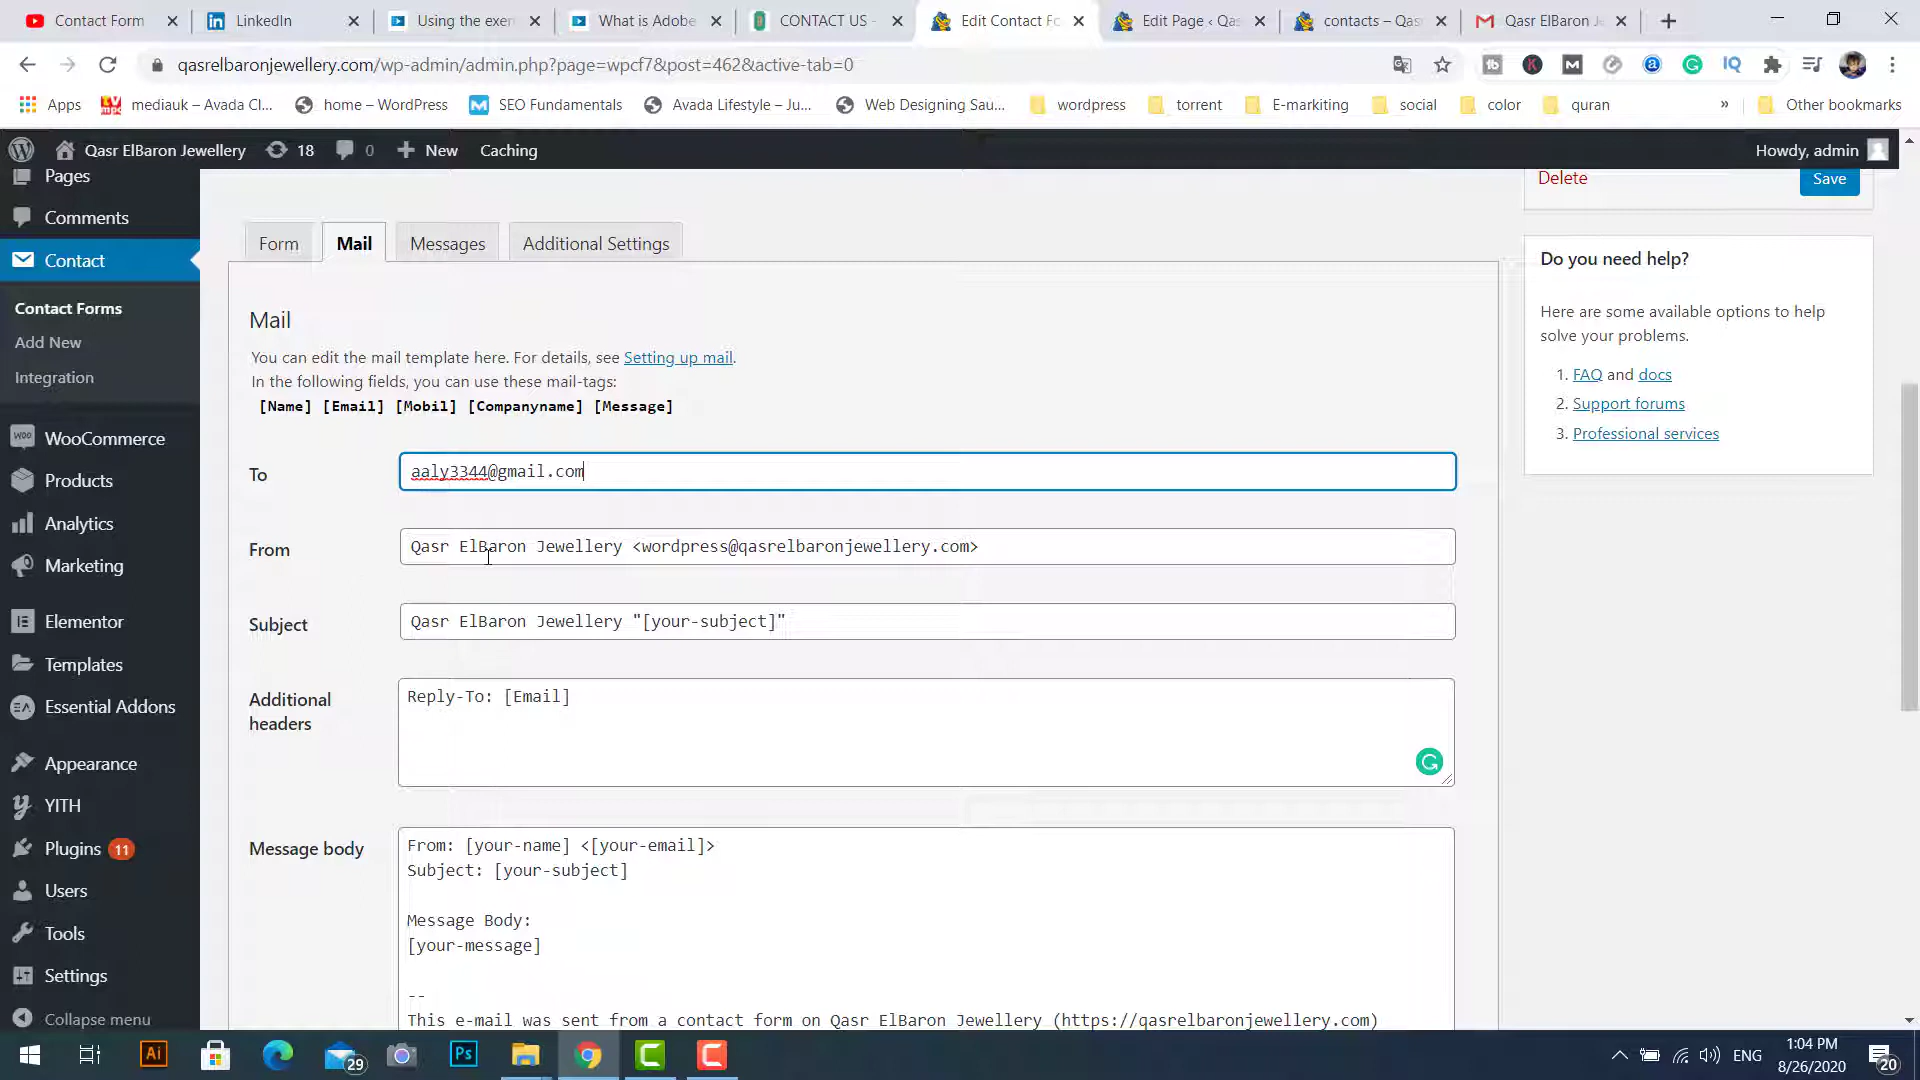 Contact Form
LinkedIn
Using the exer
What is Adobe
CONTACT US -
Edit Contact Fo
Edit Page ‹ Qas
contacts – Qas
Qasr ElBaron Je
qasrelbaronjewellery.com/wp-admin/admin.php?page=wpcf7&post=462&active-tab=0
Apps
mediauk – Avada Cl...
home – WordPress
SEO Fundamentals
Avada Lifestyle – Ju...
Web Designing Sau...
wordpress
torrent
E-markiting
social
color
quran
»
Other bookmarks
Qasr ElBaron Jewellery
18
0
New
Caching
Howdy, admin
Pages
Comments
Contact
Contact Forms
Add New
Integration
WooCommerce
Products
Analytics
Marketing
Elementor
Templates
Essential Addons
Appearance
YITH
Plugins 11
Users
Tools
Settings
Collapse menu
Delete
Save
Form
Mail
Messages
Additional Settings
Mail
You can edit the mail template here. For details, see Setting up mail.
In the following fields, you can use these mail-tags:
[Name] [Email] [Mobil] [Companyname] [Message]
To
aaly3344@gmail.com
From
Qasr ElBaron Jewellery <wordpress@qasrelbaronjewellery.com>
Subject
Qasr ElBaron Jewellery "[your-subject]"
Additional
headers
Reply-To: [Email]
Message body
From: [your-name] <[your-email]>
Subject: [your-subject]
Message Body:
[your-message]
--
This e-mail was sent from a contact form on Qasr ElBaron Jewellery (https://qasrelbaronjewellery.com)
Do you need help?
Here are some available options to help
solve your problems.
1. FAQ and docs
2. Support forums
3. Professional services
Ai
29
Ps
ENG
1:04 PM
8/26/2020
20